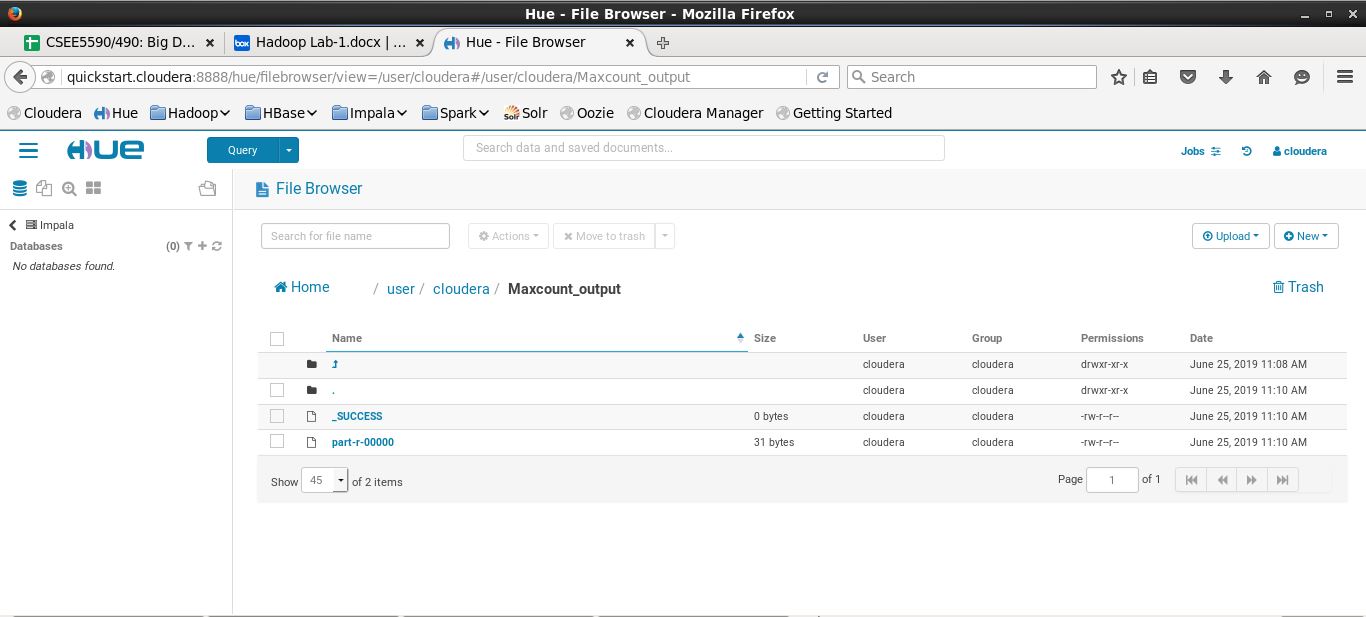 Hue - File Browser - Mozilla Firefox
CSEE5590/490: Big D... Hadoop Lab-1.docx | ... Hue - File Browser
quickstart.cloudera:8888/hue/filebrowser/view=/user/cloudera#/user/cloudera/Maxcount_output Search
Cloudera Hue Hadoop HBase Impala Spark Solr Oozie Cloudera Manager Getting Started
HUE Query Search data and saved documents... Jobs cloudera
File Browser
Impala
Databases (0)
No databases found.
Search for file name Actions Move to trash Upload New
Home / user / cloudera / Maxcount_output Trash
Name Size User Group Permissions Date
cloudera cloudera drwxr-xr-x June 25, 2019 11:08 AM
. cloudera cloudera drwxr-xr-x June 25, 2019 11:10 AM
_SUCCESS 0 bytes cloudera cloudera -rw-r--r-- June 25, 2019 11:10 AM
part-r-00000 31 bytes cloudera cloudera -rw-r--r-- June 25, 2019 11:10 AM
Show 45 of 2 items Page 1 of 1